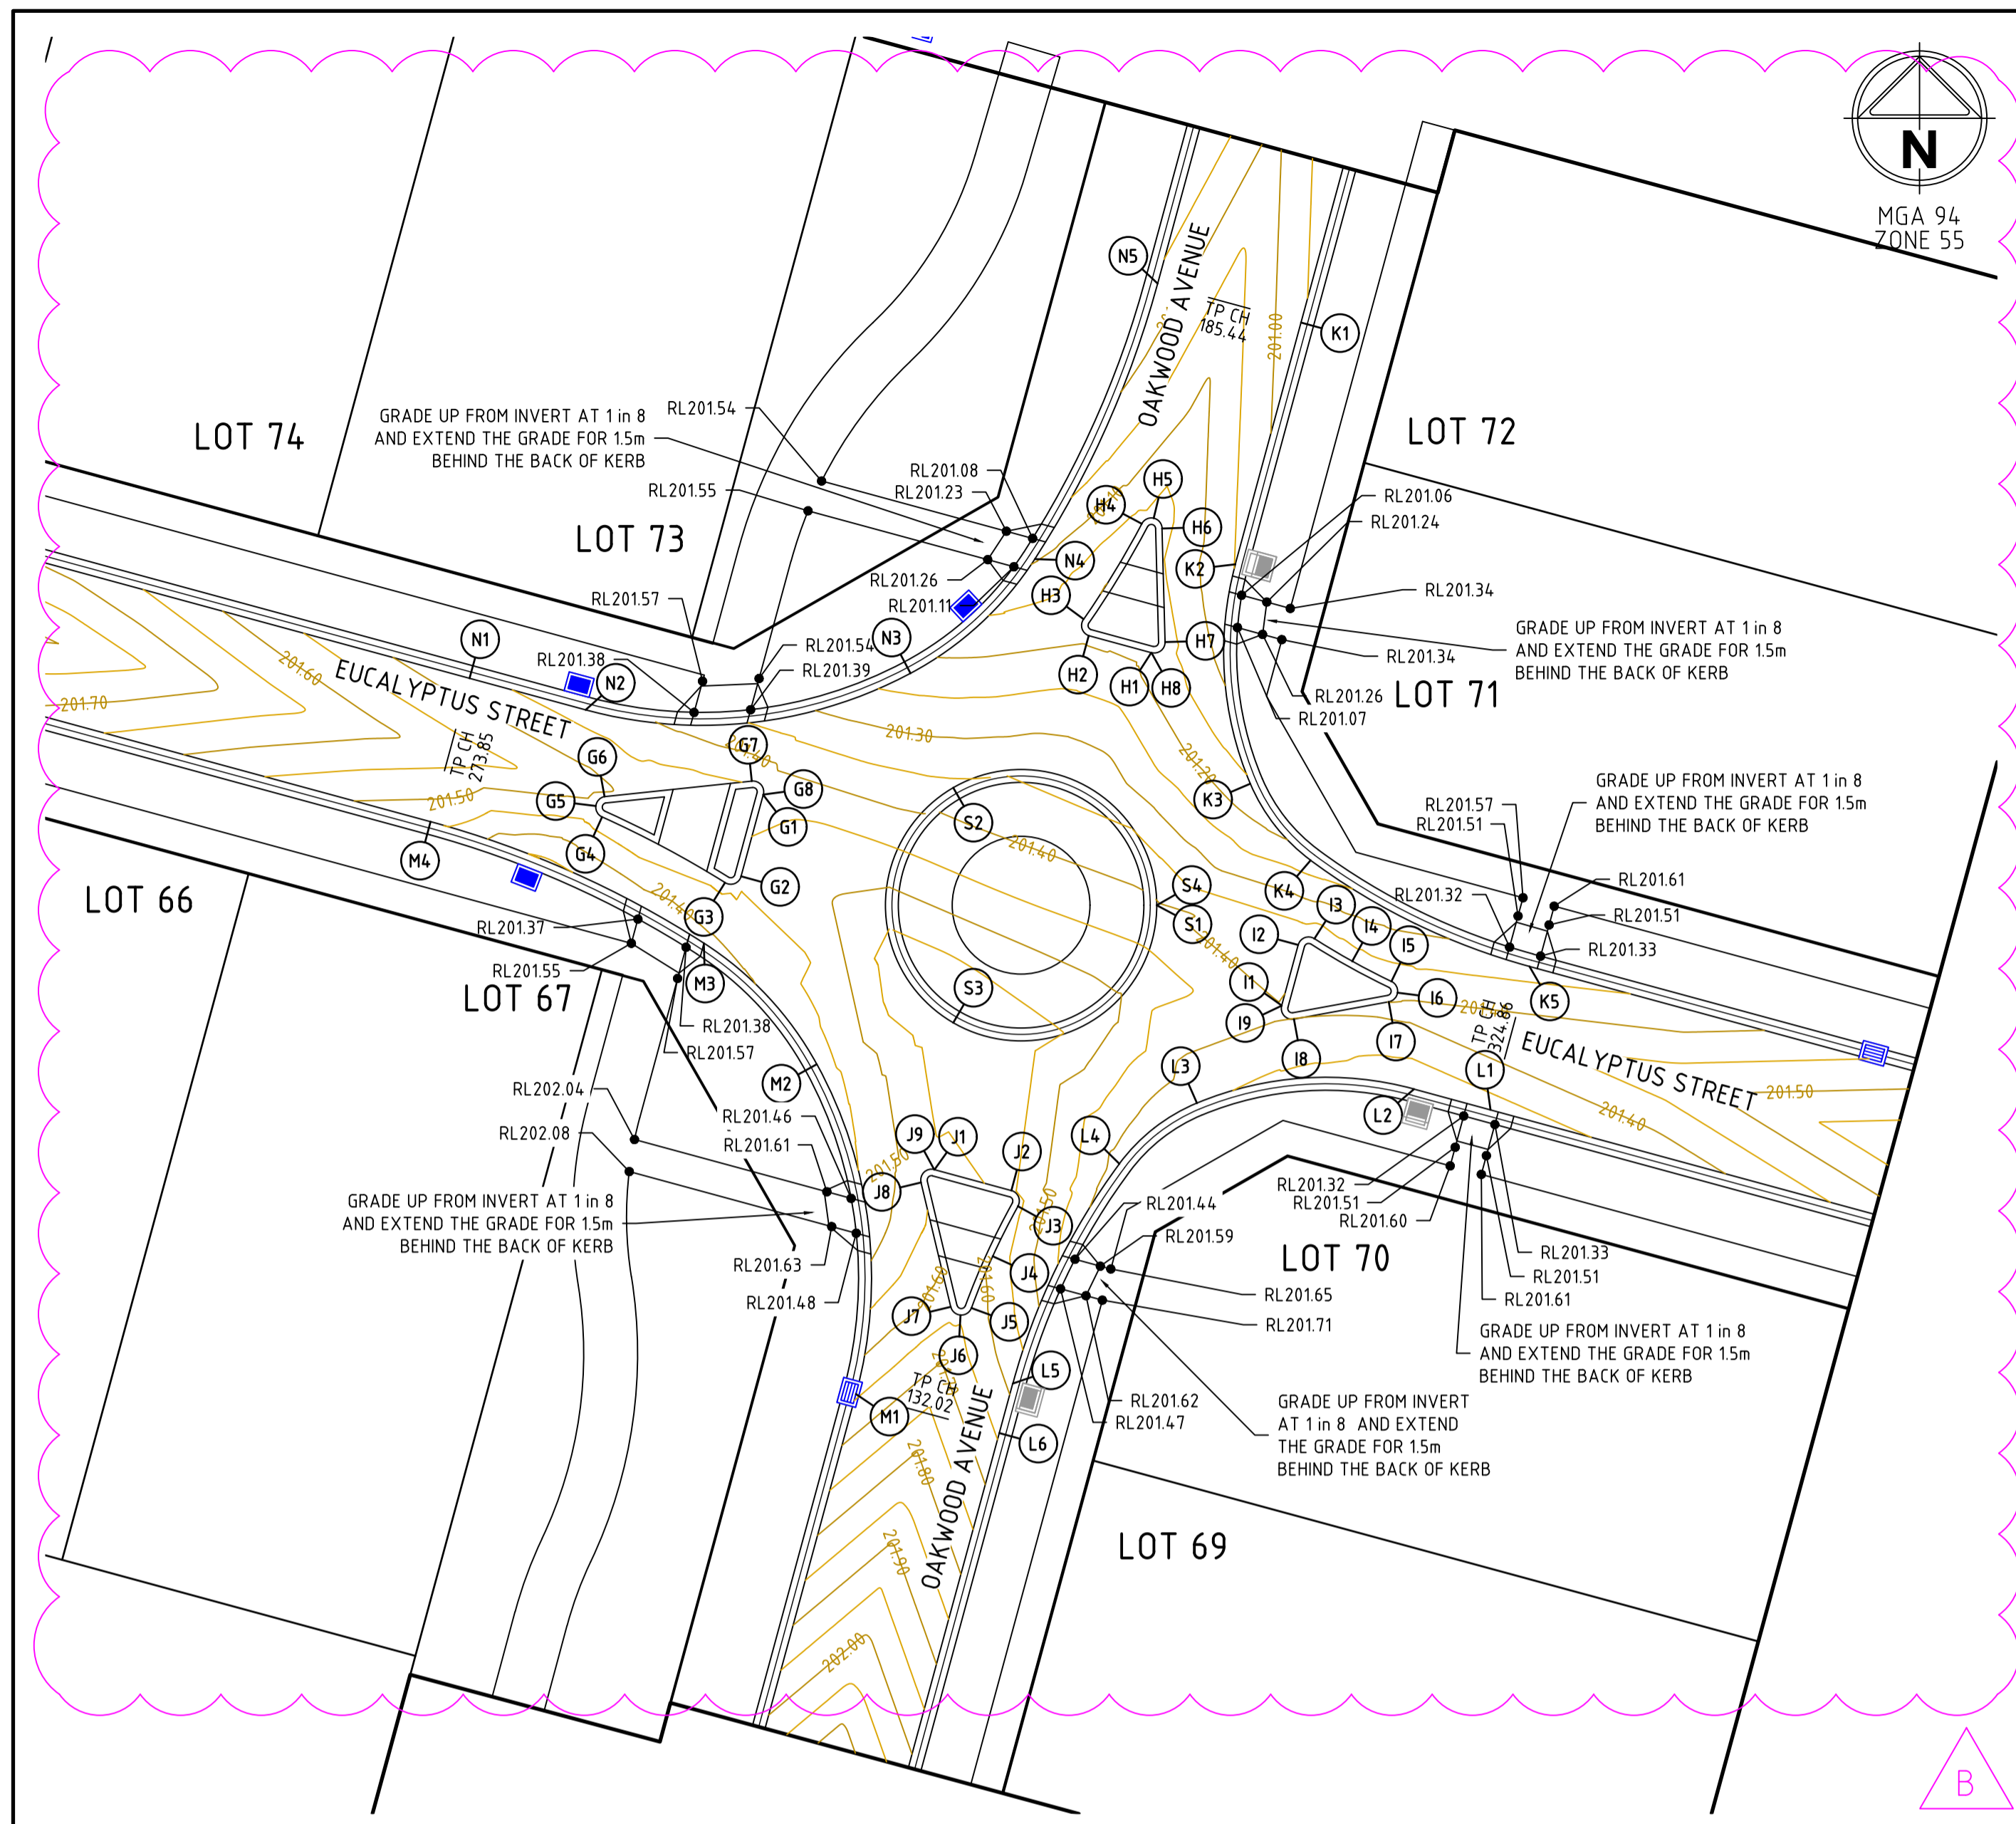 N
MGA 94
ZONE 55
N5
OAKWOOD AVENUE
TP CH
185.44
201.00
K1
LOT 74
GRADE UP FROM INVERT AT 1 in 8
AND EXTEND THE GRADE FOR 1.5m
BEHIND THE BACK OF KERB
RL201.54
LOT 72
RL201.08
RL201.23
RL201.55
H5
H4
H6
RL201.06
RL201.24
LOT 73
N4
K2
RL201.26
RL201.11
H3
RL201.57
RL201.34
GRADE UP FROM INVERT AT 1 in 8
AND EXTEND THE GRADE FOR 1.5m
BEHIND THE BACK OF KERB
N1
N3
H7
RL201.54
RL201.38
RL201.39
RL201.34
201.60
EUCALYPTUS STREET
N2
H2
H1
H8
RL201.26
LOT 71
RL201.07
201.70
TP CH
273.85
G6
G7
201.40
201.30
201.20
201.50
G5
G8
G1
G4
M4
G2
G3
S2
201.40
K3
K4
GRADE UP FROM INVERT AT 1 in 8
AND EXTEND THE GRADE FOR 1.5m
BEHIND THE BACK OF KERB
RL201.57
RL201.51
RL201.61
RL201.32
RL201.51
RL201.33
LOT 66
201.40
RL201.37
RL201.55
LOT 67
M3
S4
S1
201.40
I3
I4
I2
I5
I1
I6
I9
I7
I8
K5
S3
RL201.38
RL201.57
TP CH
324.86
EUCALYPTUS STREET
201.50
201.40
L1
L2
L3
L4
M2
RL202.04
RL202.08
RL201.46
RL201.61
J9
J1
J2
J8
201.50
J3
201.50
RL201.44
RL201.59
RL201.32
RL201.51
RL201.60
GRADE UP FROM INVERT AT 1 in 8
AND EXTEND THE GRADE FOR 1.5m
BEHIND THE BACK OF KERB
RL201.63
RL201.48
J4
201.60
201.60
J7
J5
J6
LOT 70
RL201.65
RL201.71
RL201.33
RL201.51
RL201.61
GRADE UP FROM INVERT AT 1 in 8
AND EXTEND THE GRADE FOR 1.5m
BEHIND THE BACK OF KERB
TP CH
132.02
M1
L5
L6
RL201.62
RL201.47
GRADE UP FROM INVERT
AT 1 in 8 AND EXTEND
THE GRADE FOR 1.5m
BEHIND THE BACK OF KERB
OAKWOOD AVENUE
201.80
201.90
202.00
LOT 69
B